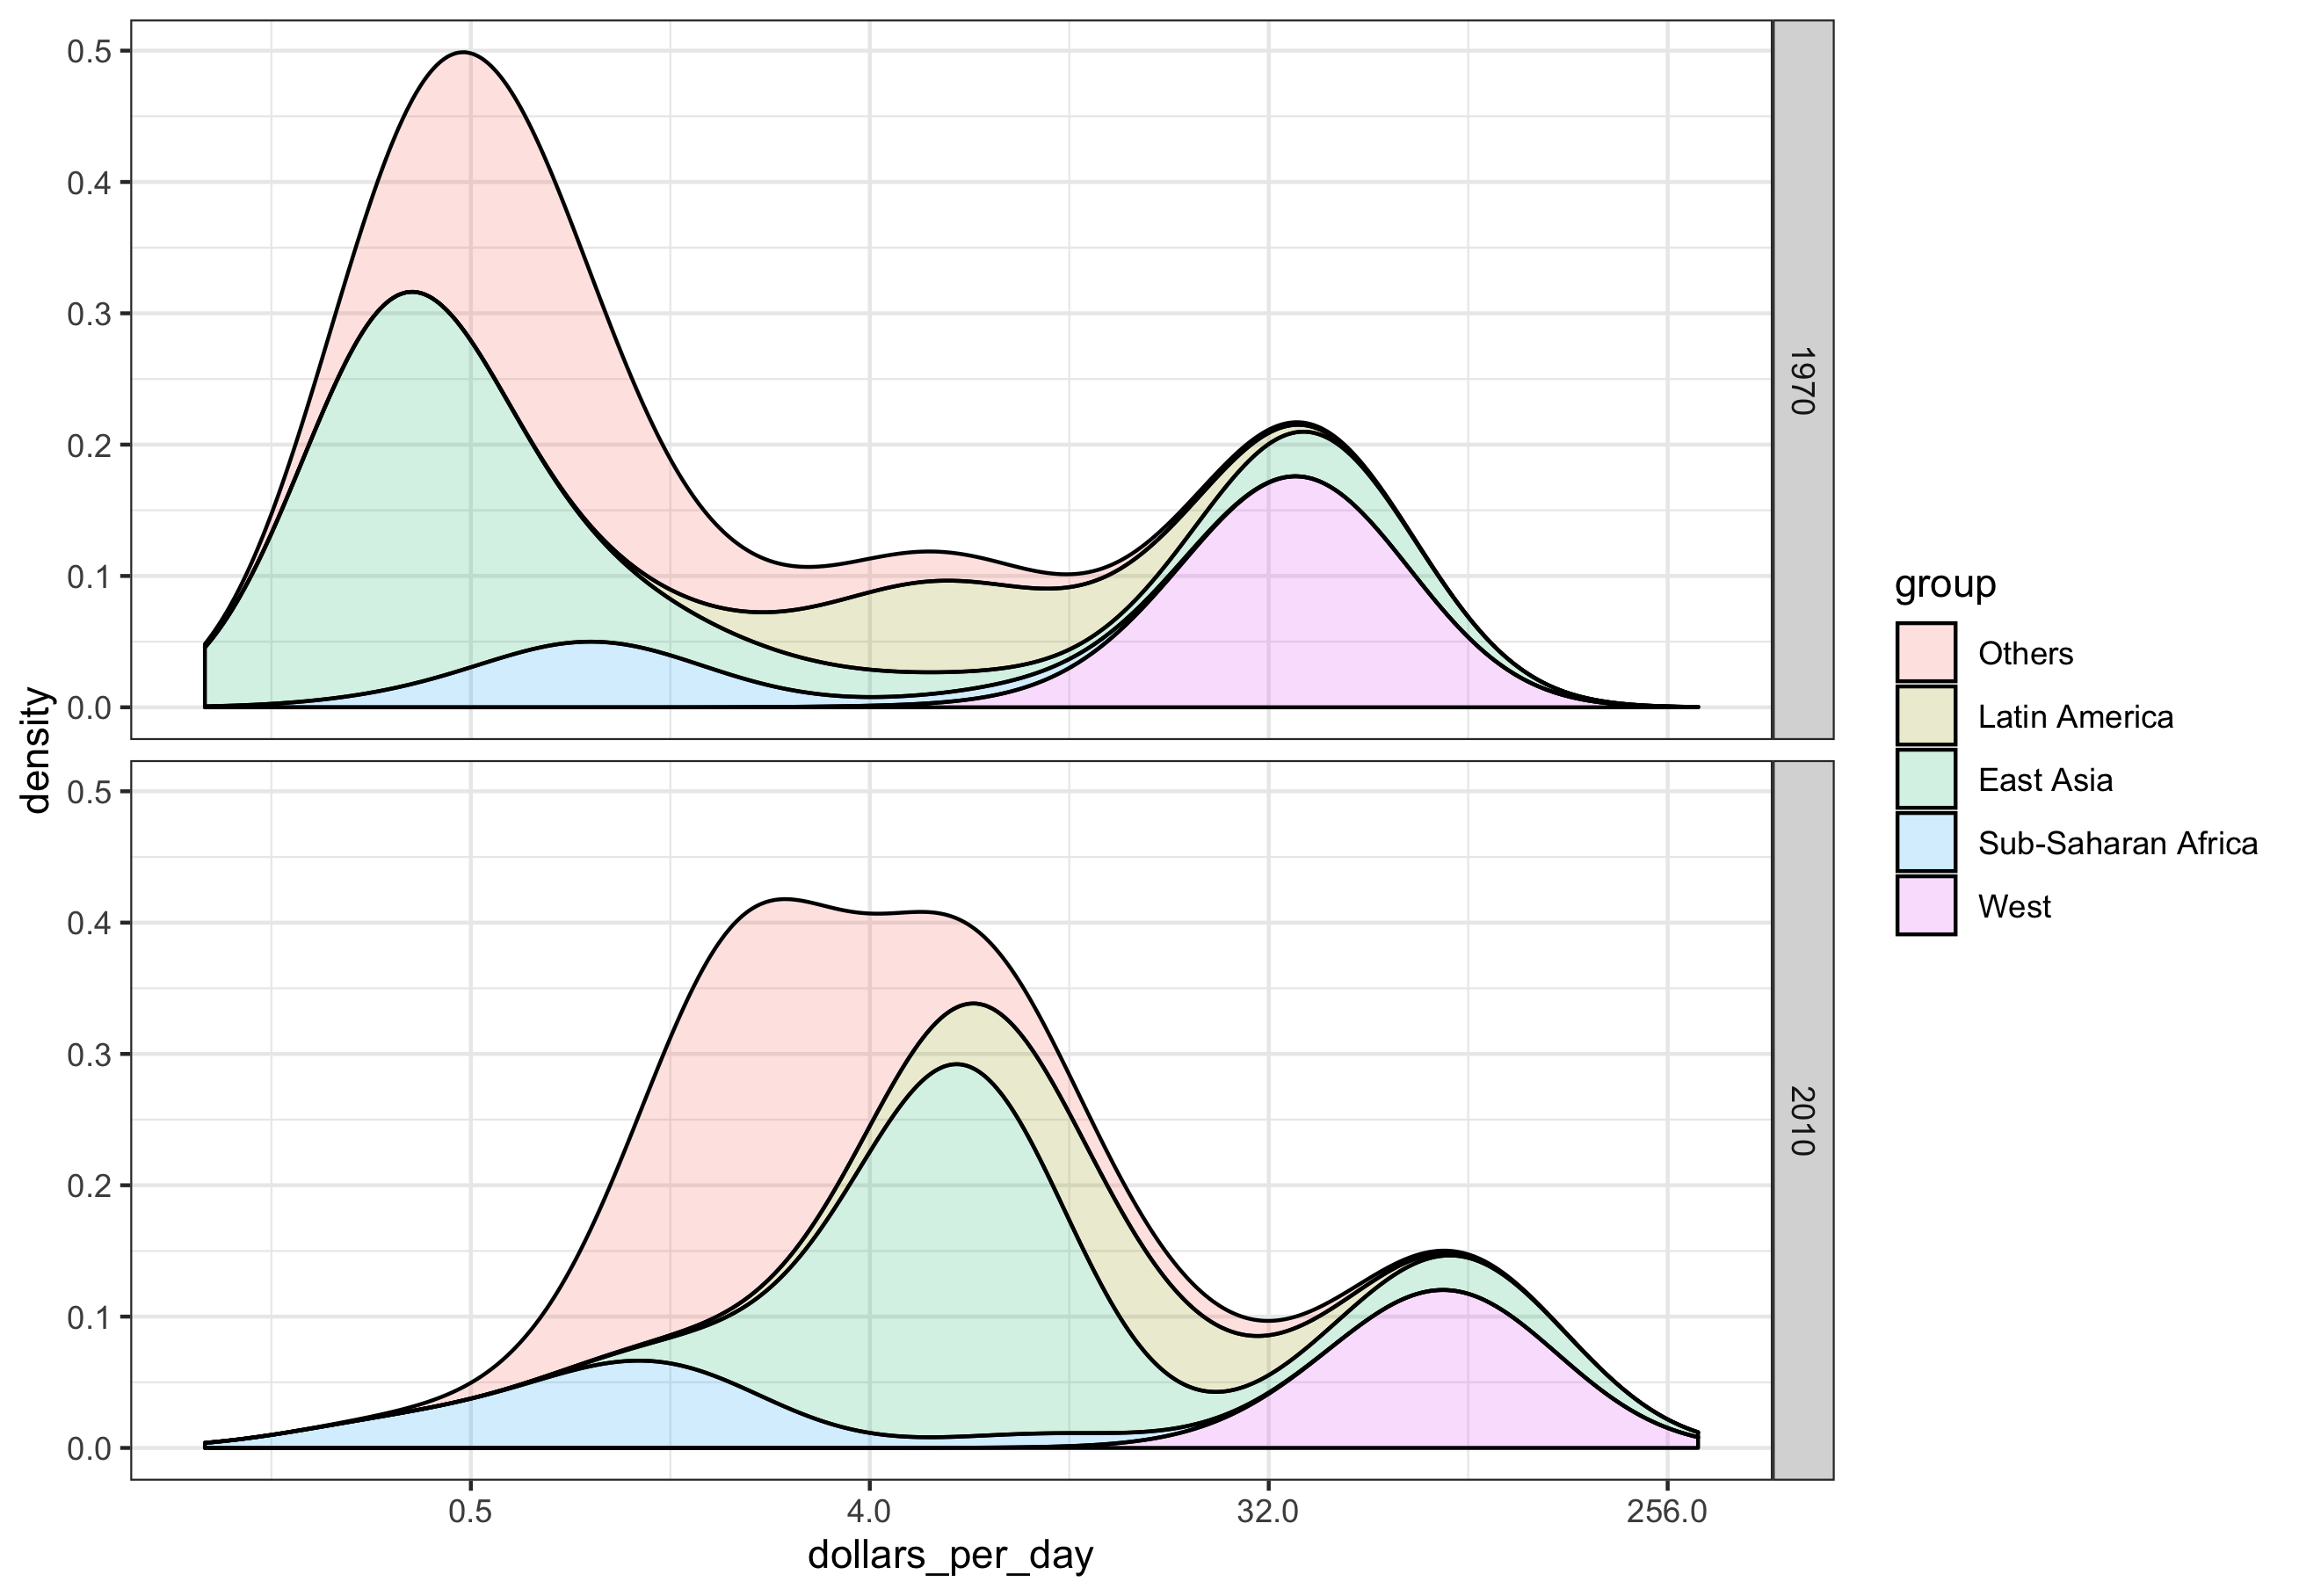 0.5
0.4
0.3
0.2
0.1
0.0
1970
density
0.5
0.4
0.3
0.2
0.1
0.0
2010
0.5 4.0 32.0 256.0
dollars_per_day
group
Others
Latin America
East Asia
Sub-Saharan Africa
West